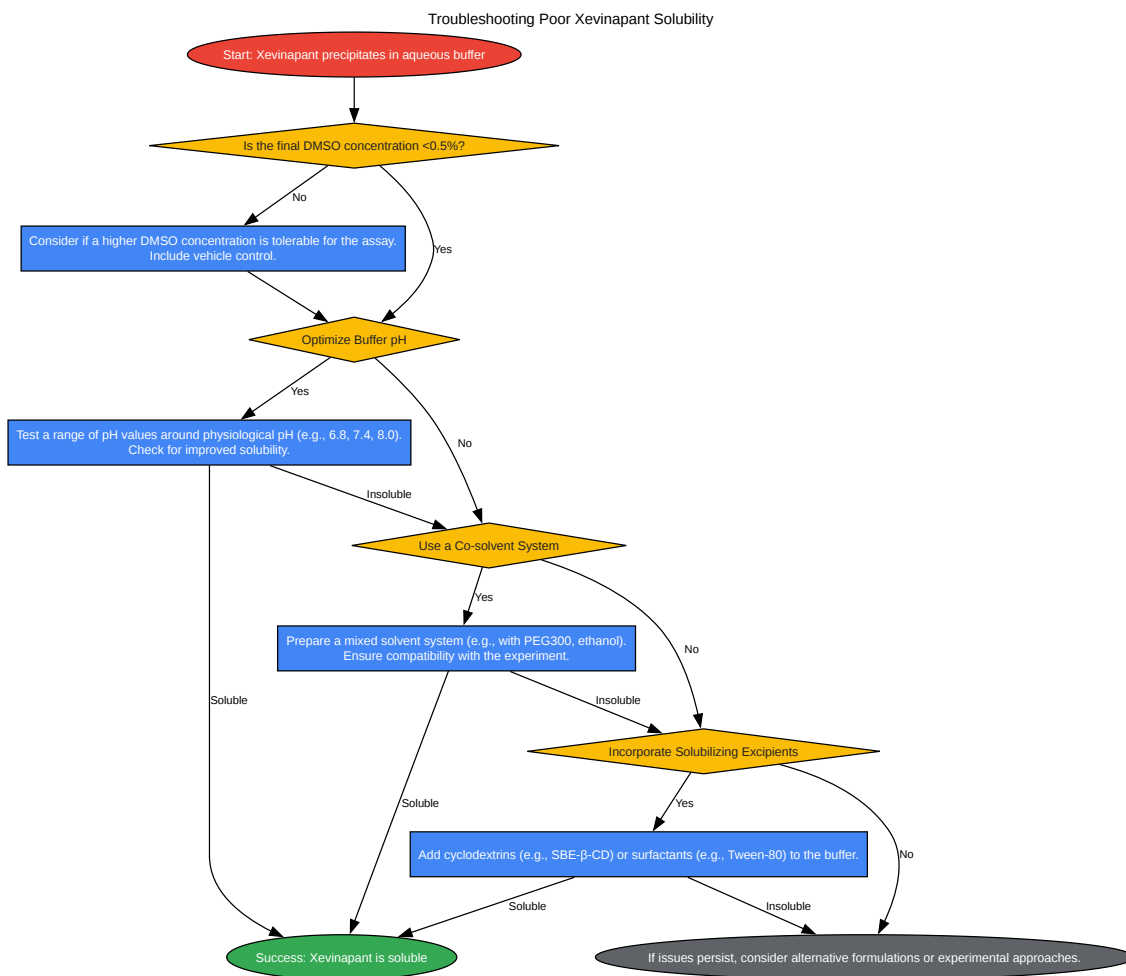 Troubleshooting Poor Xevinapant Solubility
Start: Xevinapant precipitates in aqueous buffer
Is the final DMSO concentration <0.5%?
No
Consider if a higher DMSO concentration is tolerable for the assay.
Include vehicle control.
Yes
Optimize Buffer pH
Yes
Test a range of pH values around physiological pH (e.g., 6.8, 7.4, 8.0).
Check for improved solubility.
No
Insoluble
Use a Co-solvent System
Yes
Prepare a mixed solvent system (e.g., with PEG300, ethanol).
Ensure compatibility with the experiment.
No
Soluble
Insoluble
Incorporate Solubilizing Excipients
Soluble
Yes
Add cyclodextrins (e.g., SBE-β-CD) or surfactants (e.g., Tween-80) to the buffer.
No
Soluble
Insoluble
Success: Xevinapant is soluble
If issues persist, consider alternative formulations or experimental approaches.